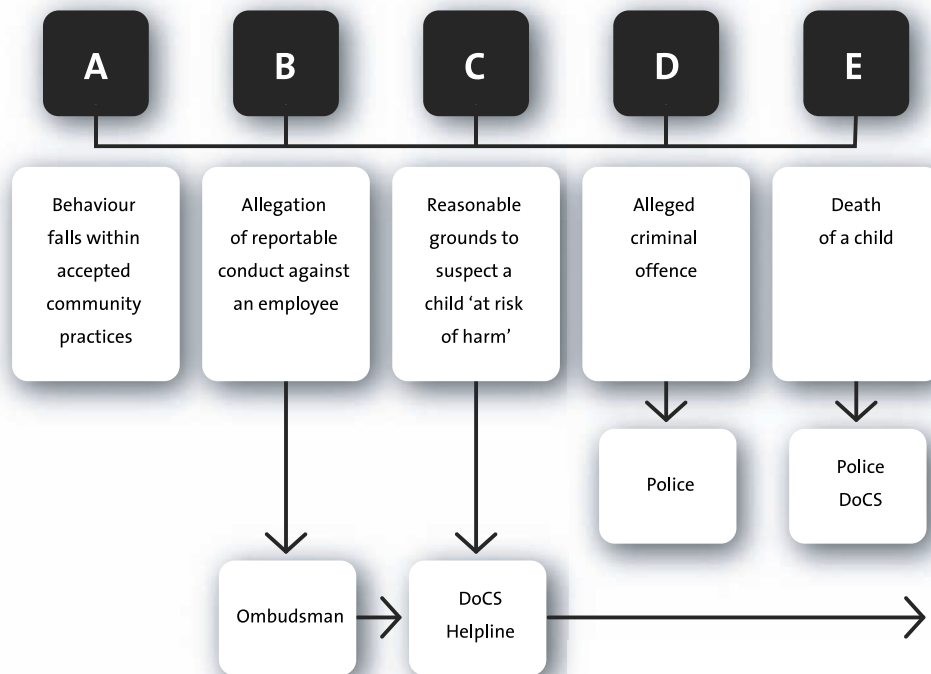 A
B
C
D
E
Behaviour
falls within
accepted
community
practices
Allegation
of reportable
conduct against
an employee
Reasonable
grounds to
suspect a
child ‘at risk
of harm’
Alleged
criminal
offence
Death
of a child
Police
Police
DoCS
Ombudsman
DoCS
Helpline